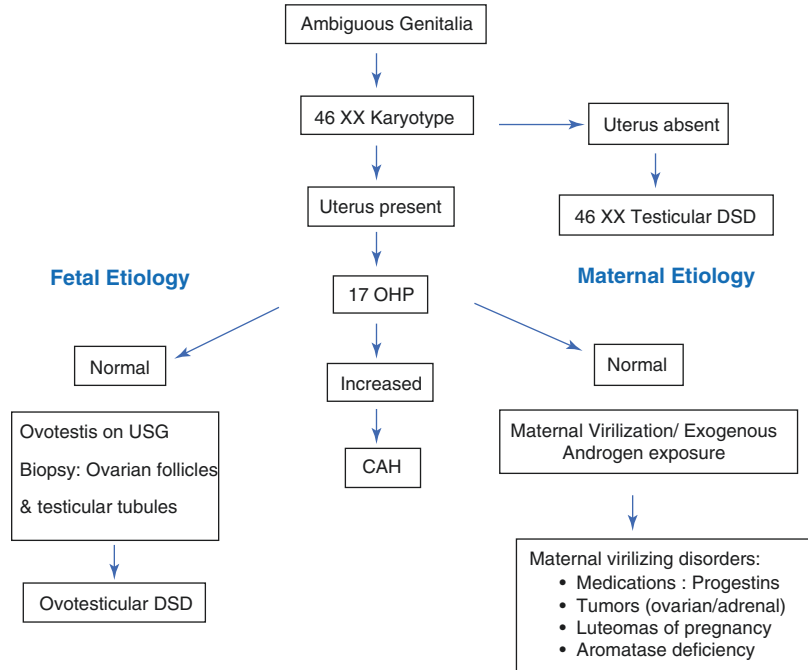 Ambiguous Genitalia
46 XX Karyotype
Uterus absent
Uterus present
46 XX Testicular DSD
Fetal Etiology
Maternal Etiology
17 OHP
Normal
Increased
Normal
Ovotestis on USG
Biopsy: Ovarian follicles
& testicular tubules
CAH
Maternal Virilization/ Exogenous
Androgen exposure
Ovotesticular DSD
Maternal virilizing disorders:
• Medications : Progestins
• Tumors (ovarian/adrenal)
• Luteomas of pregnancy
• Aromatase deficiency